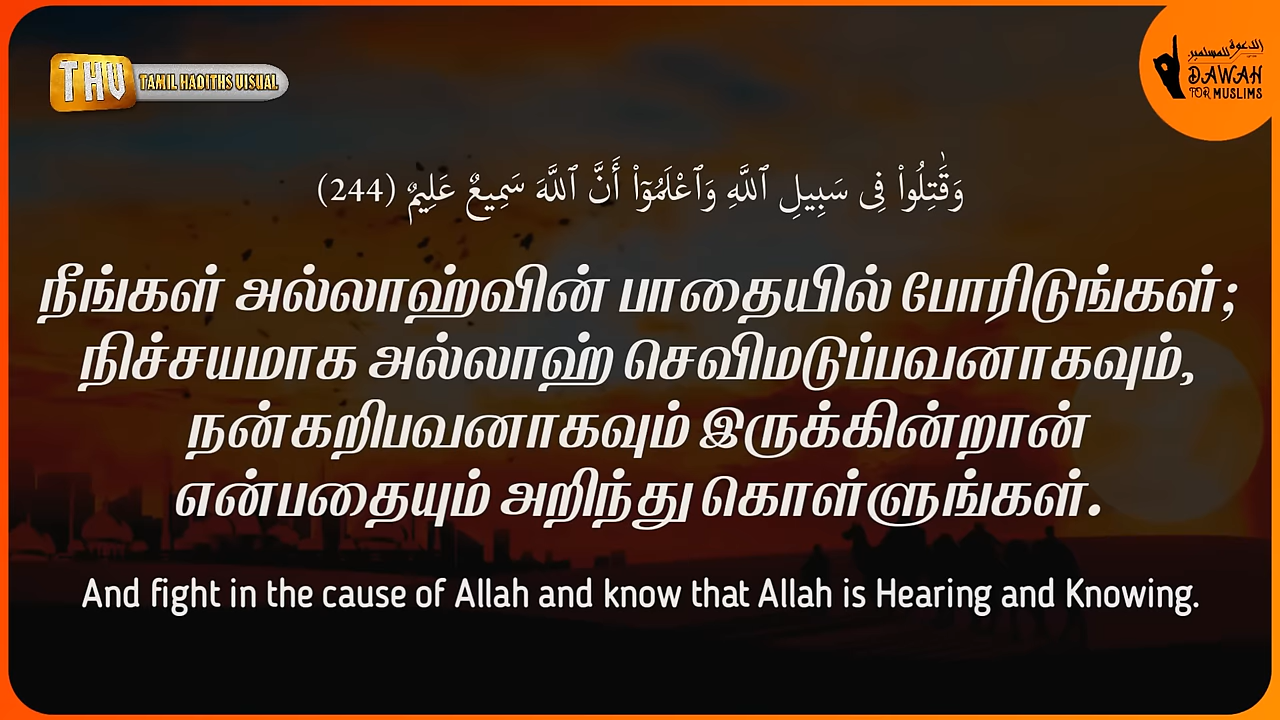 THV TAMIL HADITHS VISUAL
الدعوة للمسلمين
DAWAH
FOR MUSLIMS
وَقَٰتِلُوا۟ فِى سَبِيلِ ٱللَّهِ وَٱعْلَمُوٓا۟ أَنَّ ٱللَّهَ سَمِيعٌ عَلِيمٌ (244)
நீங்கள் அல்லாஹ்வின் பாதையில் போரிடுங்கள்;
நிச்சயமாக அல்லாஹ் செவிமடுப்பவனாகவும்,
நன்கறிபவனாகவும் இருக்கின்றான்
என்பதையும் அறிந்து கொள்ளுங்கள்.
And fight in the cause of Allah and know that Allah is Hearing and Knowing.